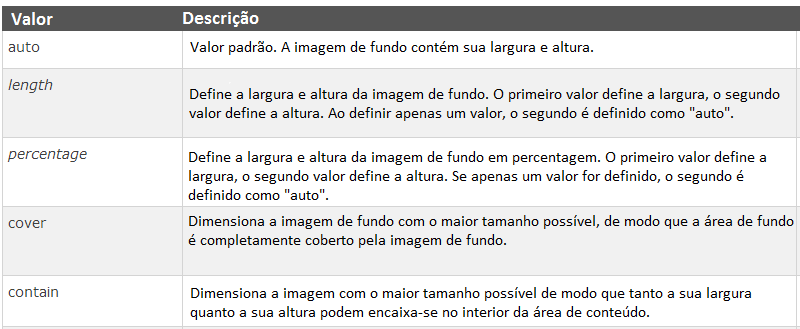 Valor Descrição
auto Valor padrão. A imagem de fundo contém sua largura e altura.
length Define a largura e altura da imagem de fundo. O primeiro valor define a largura, o segundo
valor define a altura. Ao definir apenas um valor, o segundo é definido como "auto".
percentage Define a largura e altura da imagem de fundo em percentagem. O primeiro valor define a
largura, o segundo valor define a altura. Se apenas um valor for definido, o segundo é
definido como "auto".
cover Dimensiona a imagem de fundo com o maior tamanho possível, de modo que a área de fundo
é completamente coberto pela imagem de fundo.
contain Dimensiona a imagem com o maior tamanho possível de modo que tanto a sua largura
quanto a sua altura podem encaixa-se no interior da área de conteúdo.